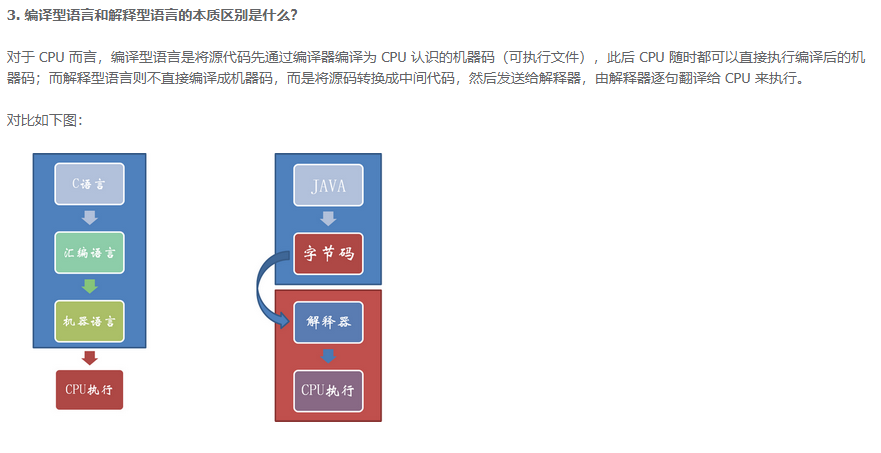 3. 编译型语言和解释型语言的本质区别是什么？
对于 CPU 而言，编译型语言是将源代码先通过编译器编译为 CPU 认识的机器码（可执行文件），此后 CPU 随时都可以直接执行编译后的机
器码；而解释型语言则不直接编译成机器码，而是将源码转换成中间代码，然后发送给解释器，由解释器逐句翻译给 CPU 来执行。
对比如下图：
C语言
汇编语言
机器语言
CPU执行
JAVA
字节码
解释器
CPU执行